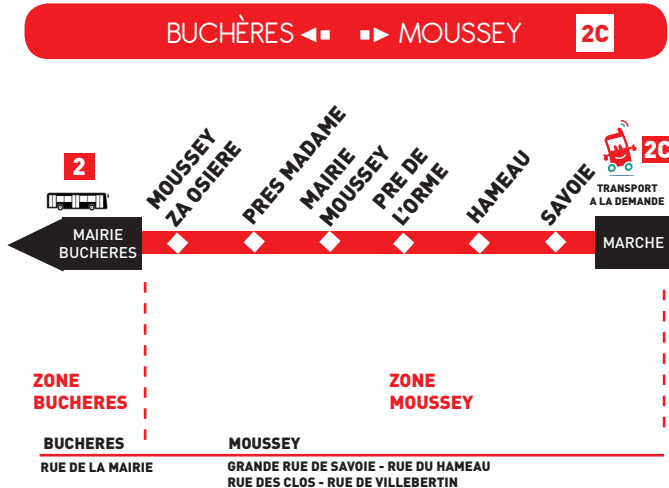 BUCHÈRES MOUSSEY 2C
2
MOUSSEY
ZA OSIERE
PRES MADAME
MAIRIE
MOUSSEY
PRE DE
L'ORME
HAMEAU
SAVOIE
2C
TRANSPORT
A LA DEMANDE
MAIRIE
BUCHERES
MARCHE
ZONE
BUCHERES
ZONE
MOUSSEY
BUCHERES
MOUSSEY
RUE DE LA MAIRIE
GRANDE RUE DE SAVOIE - RUE DU HAMEAU
RUE DES CLOS - RUE DE VILLEBERTIN